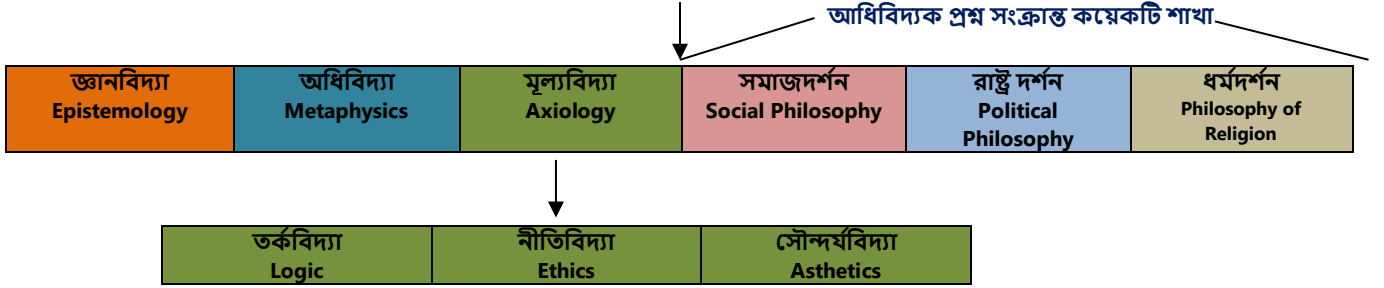 আধিবিদ্যক প্রশ্ন সংক্রান্ত কয়েকটি শাখা
জ্ঞানবিদ্যা
Epistemology
অধিবিদ্যা
Metaphysics
মূল্যবিদ্যা
Axiology
সমাজদর্শন
Social Philosophy
রাষ্ট্র দর্শন
Political
Philosophy
ধর্মদর্শন
Philosophy of
Religion
তর্কবিদ্যা
Logic
নীতিবিদ্যা
Ethics
সৌন্দর্যবিদ্যা
Asthetics